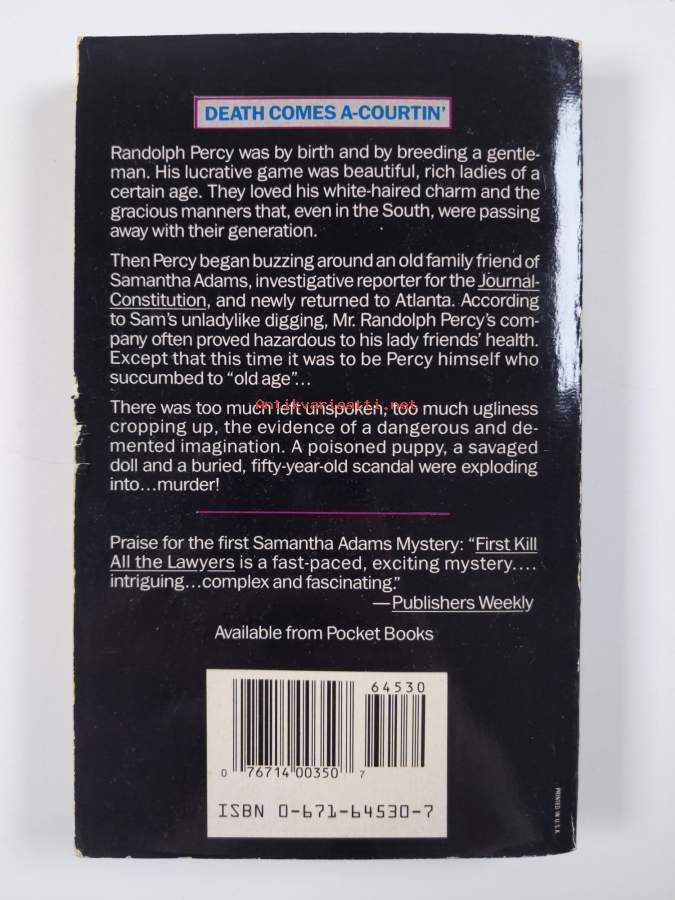 DEATH COMES A-COURTIN'
Randolph Percy was by birth and by breeding a gentle-
man. His lucrative game was beautiful, rich ladies of a
certain age. They loved his white-haired charm and the
gracious manners that, even in the South, were passing
away with their generation.
Then Percy began buzzing around an old family friend of
Samantha Adams, investigative reporter for the Journal-
Constitution, and newly returned to Atlanta. According
to Sam's unladylike digging, Mr. Randolph Percy's com-
pany often proved hazardous to his lady friends' health.
Except that this time it was to be Percy himself who
succumbed to "old age"...
There was too much left unspoken, too much ugliness
Antikvariaatti.net
cropping up, the evidence of a dangerous and de-
mented imagination. A poisoned puppy, a savaged
doll and a buried, fifty-year-old scandal were exploding
into...murder!
Praise for the first Samantha Adams Mystery: "First Kill
All the Lawyers is a fast-paced, exciting mystery....
intriguing...complex and fascinating."
—Publishers Weekly
Available from Pocket Books
64530
0 76714 00350 7
ISBN 0-671-64530-7
PRINTED IN U.S.A.